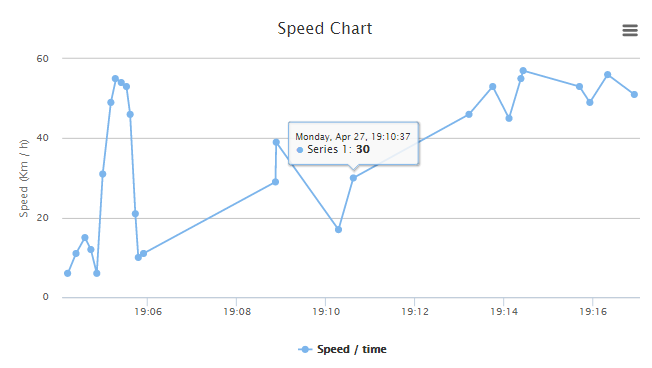 Speed Chart
60
40
20
0
Speed (Km / h)
Monday, Apr 27, 19:10:37
Series 1: 30
19:06
19:08
19:10
19:12
19:14
19:16
Speed / time